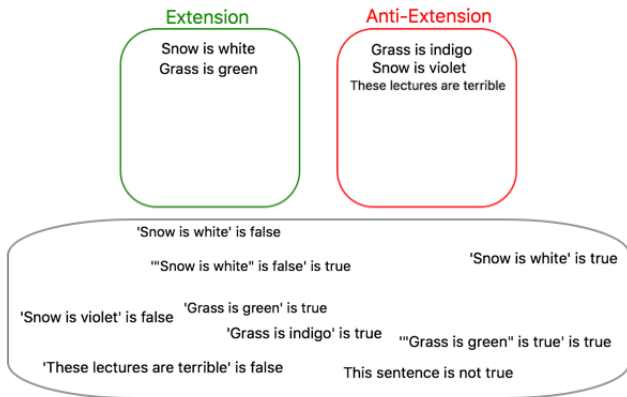 Extension
Anti-Extension
Snow is white
Grass is green
Grass is indigo
Snow is violet
These lectures are terrible
'Snow is white' is false
'"Snow is white" is false' is true
'Snow is white' is true
'Snow is violet' is false
'Grass is green' is true
'Grass is indigo' is true
'"Grass is green" is true' is true
'These lectures are terrible' is false
This sentence is not true